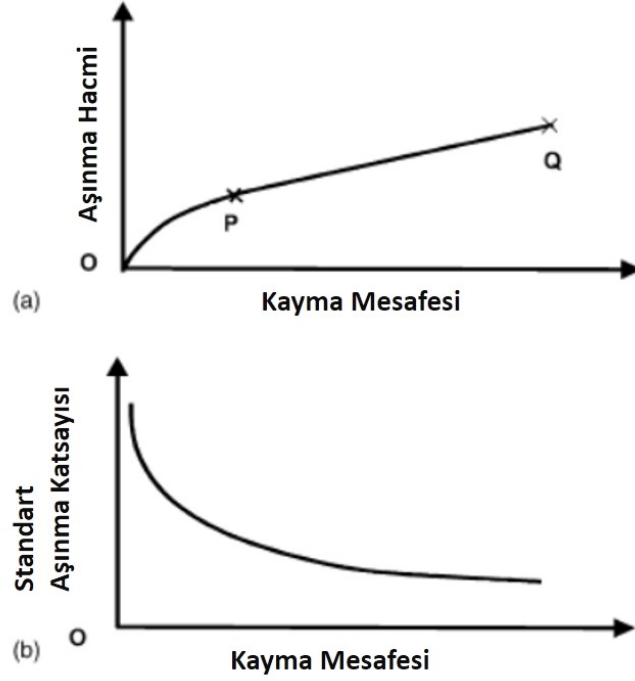 Aşınma Hacmi
P
Q
O
(a)
Kayma Mesafesi
Standart
Aşınma Katsayısı
O
(b)
Kayma Mesafesi